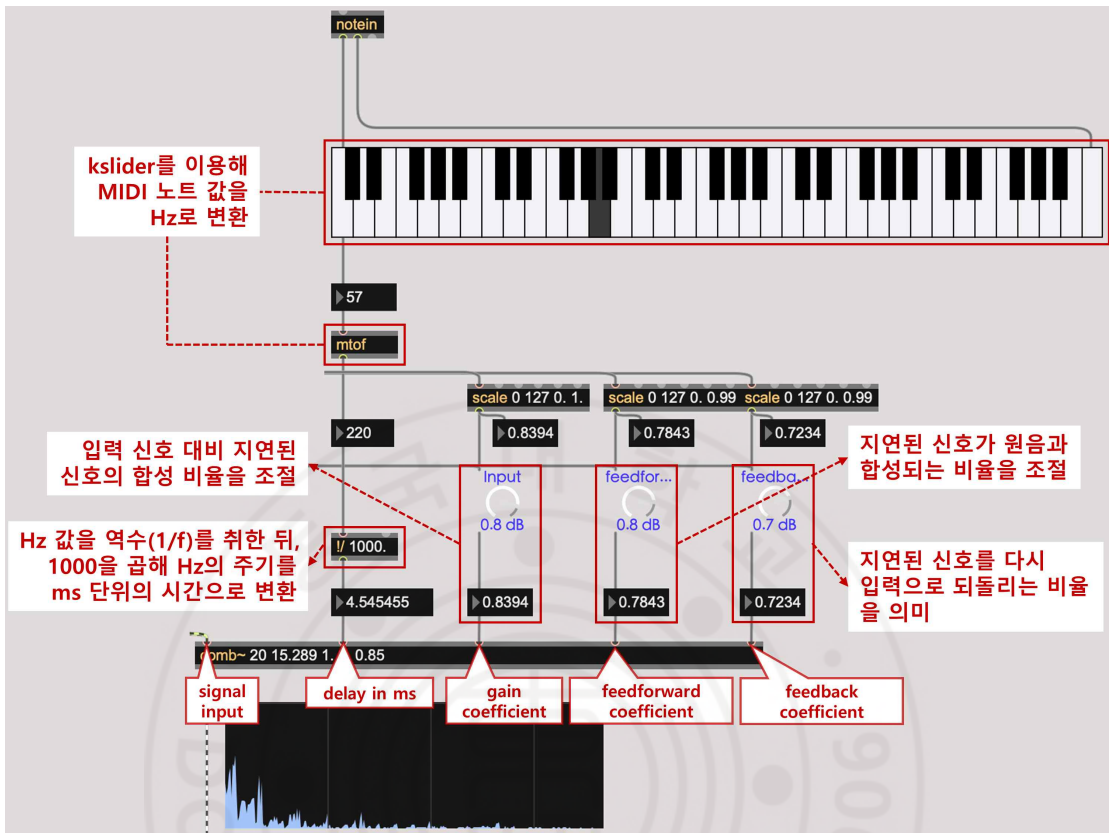 notein
kslider를 이용해
MIDI 노트 값을
Hz로 변환
57
mtof
scale 0 127 0. 1.
scale 0 127 0. 0.99
scale 0 127 0. 0.99
220
0.8394
0.7843
0.7234
입력 신호 대비 지연된
신호의 합성 비율을 조절
Input
0.8 dB
feedfor...
0.8 dB
feedba...
0.7 dB
지연된 신호가 원음과
합성되는 비율을 조절
Hz 값을 역수(1/f)를 취한 뒤,
1000을 곱해 Hz의 주기를
ms 단위의 시간으로 변환
!/ 1000.
지연된 신호를 다시
입력으로 되돌리는 비율
을 의미
4.545455
0.8394
0.7843
0.7234
comb~ 20 15.289 1. 0.85
signal
input
delay in ms
gain
coefficient
feedforward
coefficient
feedback
coefficient